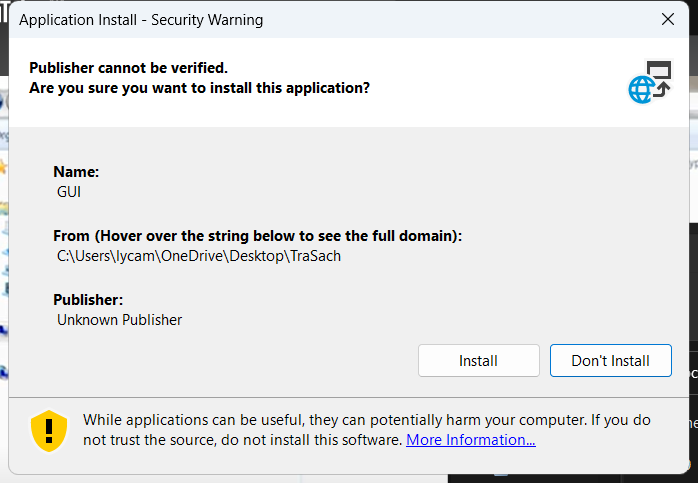 Application Install - Security Warning
Publisher cannot be verified.
Are you sure you want to install this application?
Name:
GUI
From (Hover over the string below to see the full domain):
C:\Users\lycam\OneDrive\Desktop\TraSach
Publisher:
Unknown Publisher
Install
Don't Install
While applications can be useful, they can potentially harm your computer. If you do
not trust the source, do not install this software. More Information...